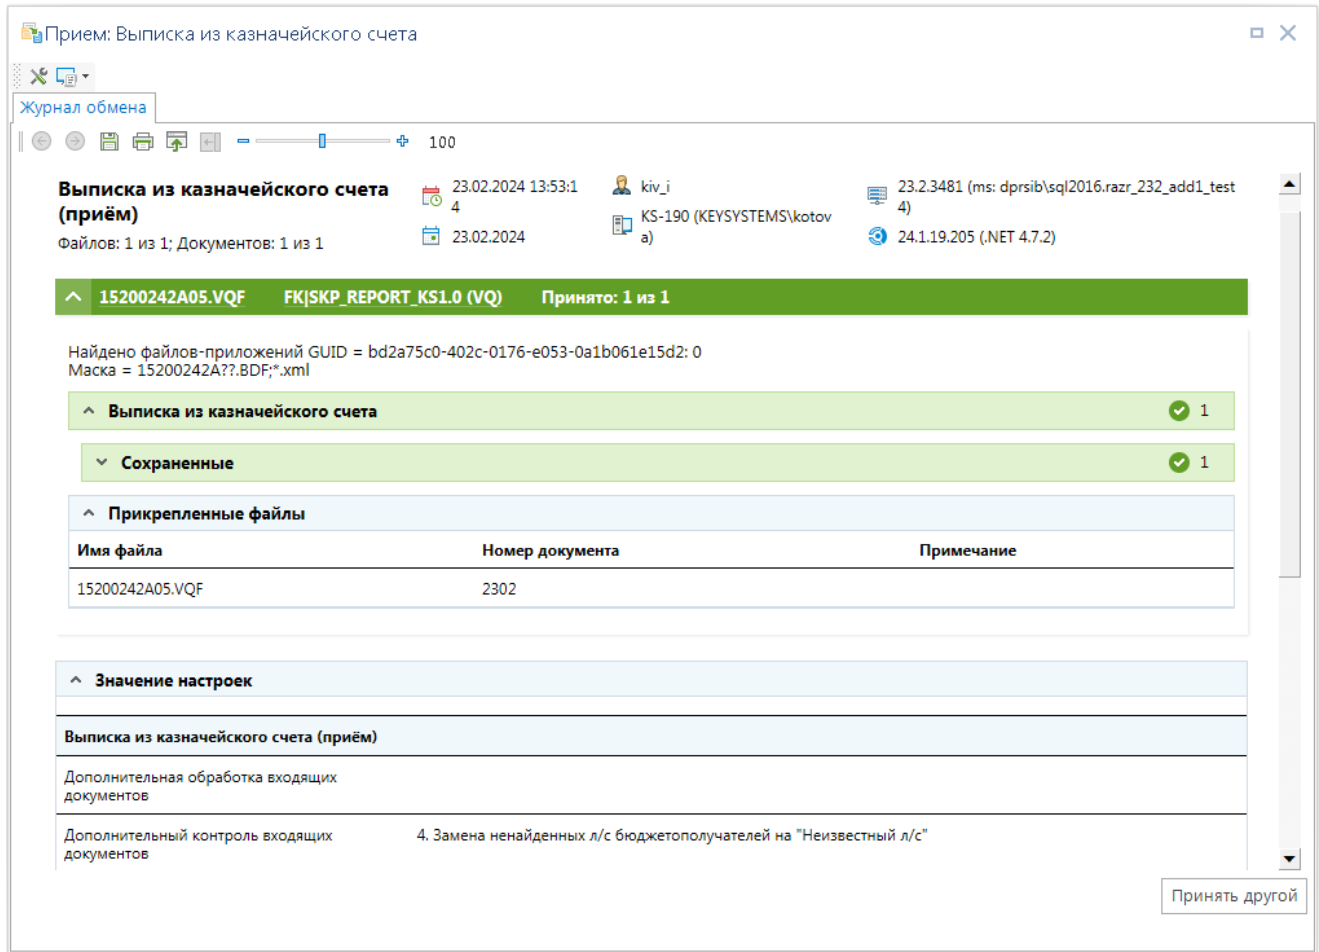 Прием: Выписка из казначейского счета
Журнал обмена
100
Выписка из казначейского счета
(приём)
Файлов: 1 из 1; Документов: 1 из 1
23.02.2024 13:53:1
4
23.02.2024
kiv_i
KS-190 (KEYSYSTEMS\kotov
a)
23.2.3481 (ms: dprsib\sql2016.razr_232_add1_test
4)
24.1.19.205 (.NET 4.7.2)
15200242A05.VQF FK|SKP_REPORT_KS1.0 (VQ) Принято: 1 из 1
Найдено файлов-приложений GUID = bd2a75c0-402c-0176-e053-0a1b061e15d2: 0
Маска = 15200242A??.BDF;*.xml
Выписка из казначейского счета 1
Сохраненные 1
Прикрепленные файлы
Имя файла Номер документа Примечание
15200242A05.VQF 2302
Значение настроек
Выписка из казначейского счета (приём)
Дополнительная обработка входящих
документов
Дополнительный контроль входящих 4. Замена ненайденных л/с бюджетополучателей на "Неизвестный л/с"
документов
Принять другой